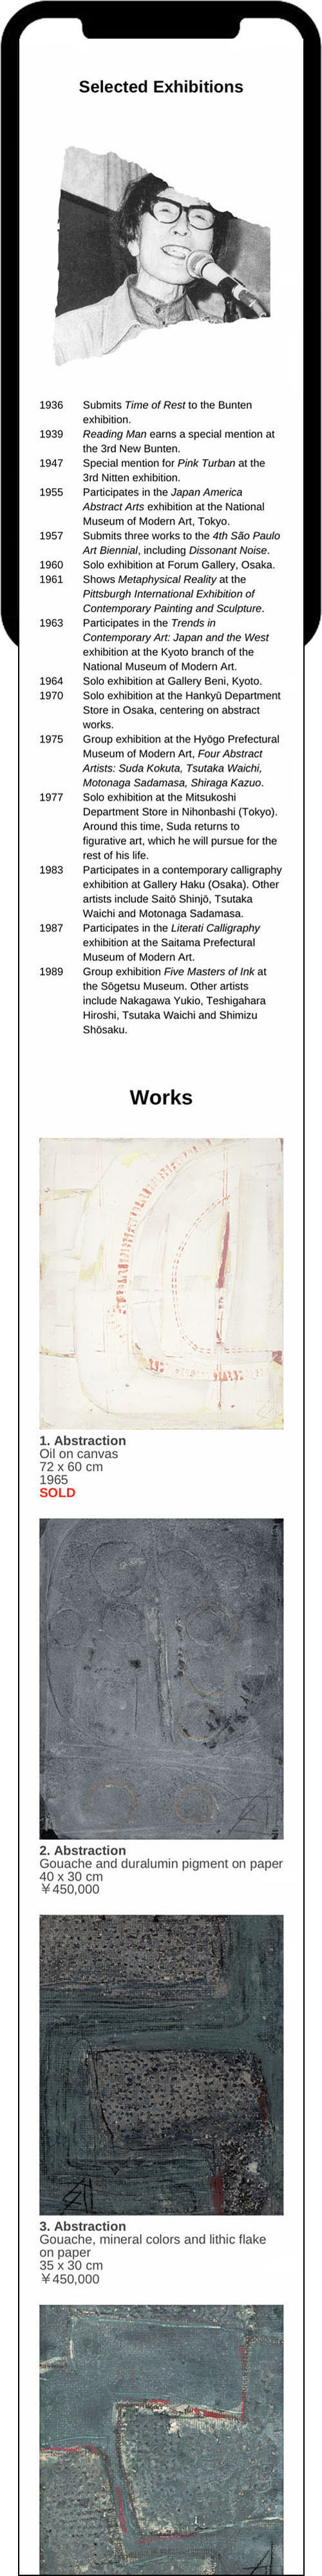 Selected Exhibitions
1936 Submits Time of Rest to the Bunten
exhibition.
1939 Reading Man earns a special mention at
the 3rd New Bunten.
1947 Special mention for Pink Turban at the
3rd Nitten exhibition.
1955 Participates in the Japan America
Abstract Arts exhibition at the National
Museum of Modern Art, Tokyo.
1957 Submits three works to the 4th São Paulo
Art Biennial, including Dissonant Noise.
1960 Solo exhibition at Forum Gallery, Osaka.
1961 Shows Metaphysical Reality at the
Pittsburgh International Exhibition of
Contemporary Painting and Sculpture.
1963 Participates in the Trends in
Contemporary Art: Japan and the West
exhibition at the Kyoto branch of the
National Museum of Modern Art.
1964 Solo exhibition at Gallery Beni, Kyoto.
1970 Solo exhibition at the Hankyū Department
Store in Osaka, centering on abstract
works.
1975 Group exhibition at the Hyōgo Prefectural
Museum of Modern Art, Four Abstract
Artists: Suda Kokuta, Tsutaka Waichi,
Motonaga Sadamasa, Shiraga Kazuo.
1977 Solo exhibition at the Mitsukoshi
Department Store in Nihonbashi (Tokyo).
Around this time, Suda returns to
figurative art, which he will pursue for the
rest of his life.
1983 Participates in a contemporary calligraphy
exhibition at Gallery Haku (Osaka). Other
artists include Saitō Shinjō, Tsutaka
Waichi and Motonaga Sadamasa.
1987 Participates in the Literati Calligraphy
exhibition at the Saitama Prefectural
Museum of Modern Art.
1989 Group exhibition Five Masters of Ink at
the Sōgetsu Museum. Other artists
include Nakagawa Yukio, Teshigahara
Hiroshi, Tsutaka Waichi and Shimizu
Shōsaku.
Works
1. Abstraction
Oil on canvas
72 x 60 cm
1965
SOLD
2. Abstraction
Gouache and duralumin pigment on paper
40 x 30 cm
￥450,000
3. Abstraction
Gouache, mineral colors and lithic flake
on paper
35 x 30 cm
￥450,000